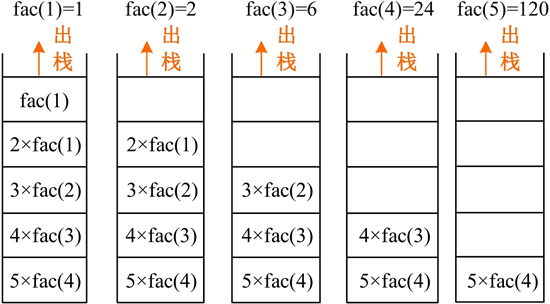 fac(1)=1 fac(2)=2 fac(3)=6 fac(4)=24 fac(5)=120
出栈 出栈 出栈 出栈 出栈
fac(1)
2×fac(1) 2×fac(1)
3×fac(2) 3×fac(2) 3×fac(2)
4×fac(3) 4×fac(3) 4×fac(3) 4×fac(3)
5×fac(4) 5×fac(4) 5×fac(4) 5×fac(4) 5×fac(4)